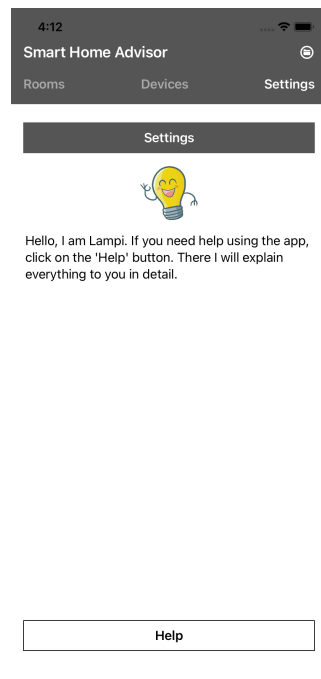 4:12
Smart Home Advisor
Rooms Devices Settings
Settings
Hello, I am Lampi. If you need help using the app,
click on the 'Help' button. There I will explain
everything to you in detail.
Help